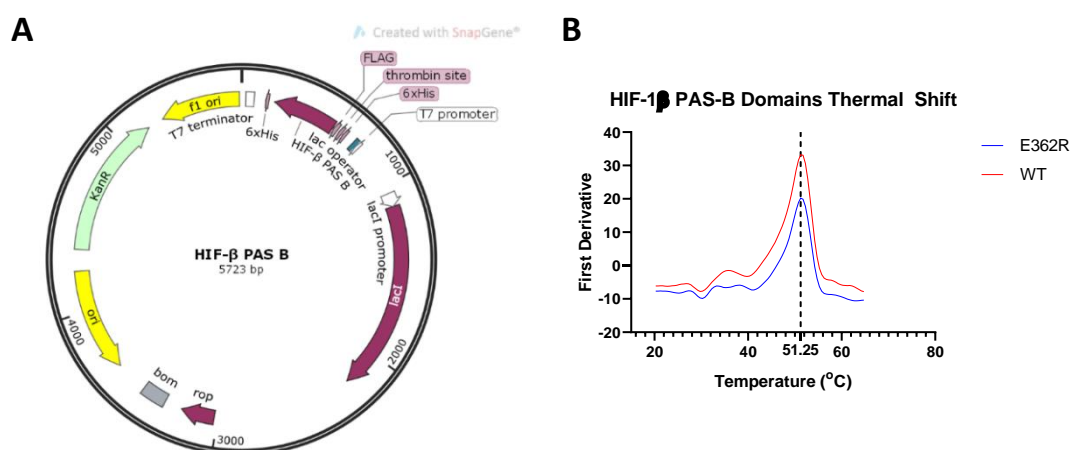 A
Created with SnapGene®
FLAG
thrombin site
6xHis
T7 promoter
f1 ori
T7 terminator
6xHis
HIF-β PAS B
lac operator
1000
lacI promoter
lacI
2000
3000
rop
bom
4000
ori
KanR
5000
HIF-β PAS B
5723 bp
B
HIF-1β PAS-B Domains Thermal Shift
E362R
WT
First Derivative
40
30
20
10
0
-10
-20
20
40
51.25
60
80
Temperature (°C)